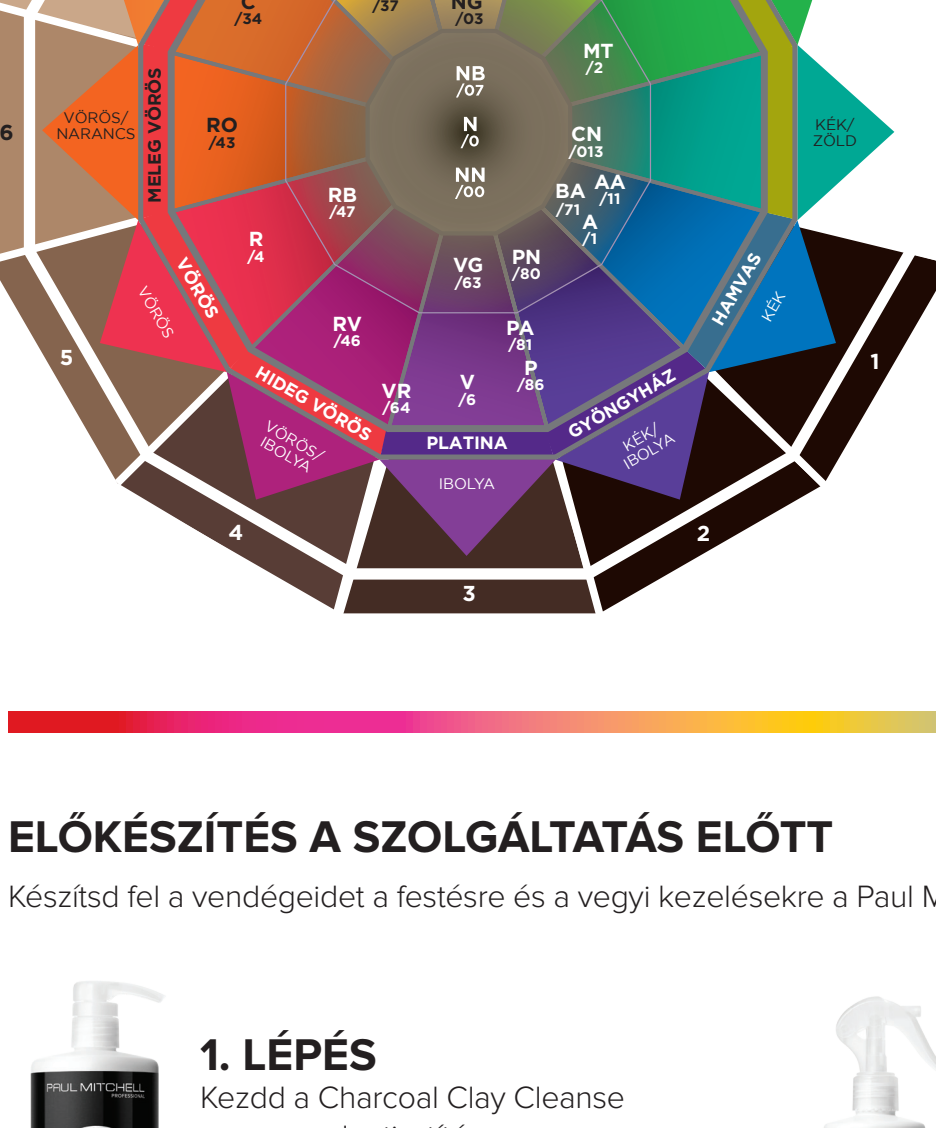 C
/34
/37
NG
/03
MT
/2
NB
/07
N
/0
NN
/00
CN
/013
BA
/71
AA
/11
A
/1
RO
/43
RB
/47
R
/4
VG
/63
PN
/80
RV
/46
VR
/64
V
/6
PA
/81
P
/86
MELEG VÖRÖS
VÖRÖS
HIDEG VÖRÖS
PLATINA
GYÖNGYHÁZ
HAMVAS
VÖRÖS/
NARANCS
VÖRÖS
VÖRÖS/
IBOLYA
IBOLYA
KÉK/
IBOLYA
KÉK
KÉK/
ZÖLD
6
5
4
3
2
1
ELŐKÉSZÍTÉS A SZOLGÁLTATÁS ELŐTT
Készítsd fel a vendégeidet a festésre és a vegyi kezelésekre a Paul
1. LÉPÉS
Kezdd a Charcoal Clay Cleanse
PAUL MITCHELL
PROFESSIONAL